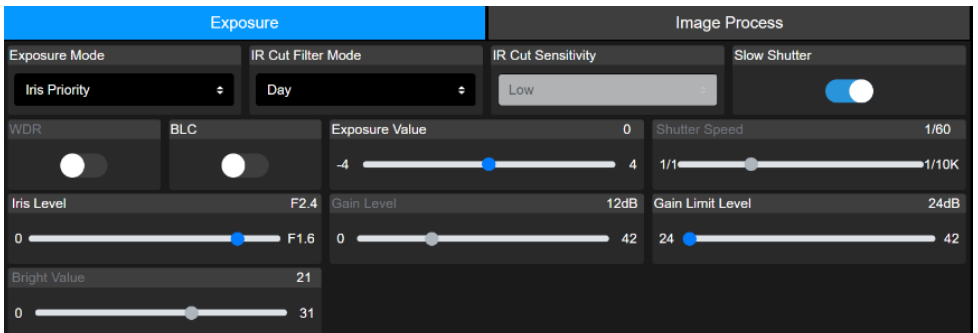 Exposure Image Process
Exposure Mode IR Cut Filter Mode IR Cut Sensitivity Slow Shutter
Iris Priority Day Low
WDR BLC Exposure Value 0 Shutter Speed 1/60
-4 4 1/1 1/10K
Iris Level F2.4 Gain Level 12dB Gain Limit Level 24dB
0 F1.6 0 42 24 42
Bright Value 21
0 31